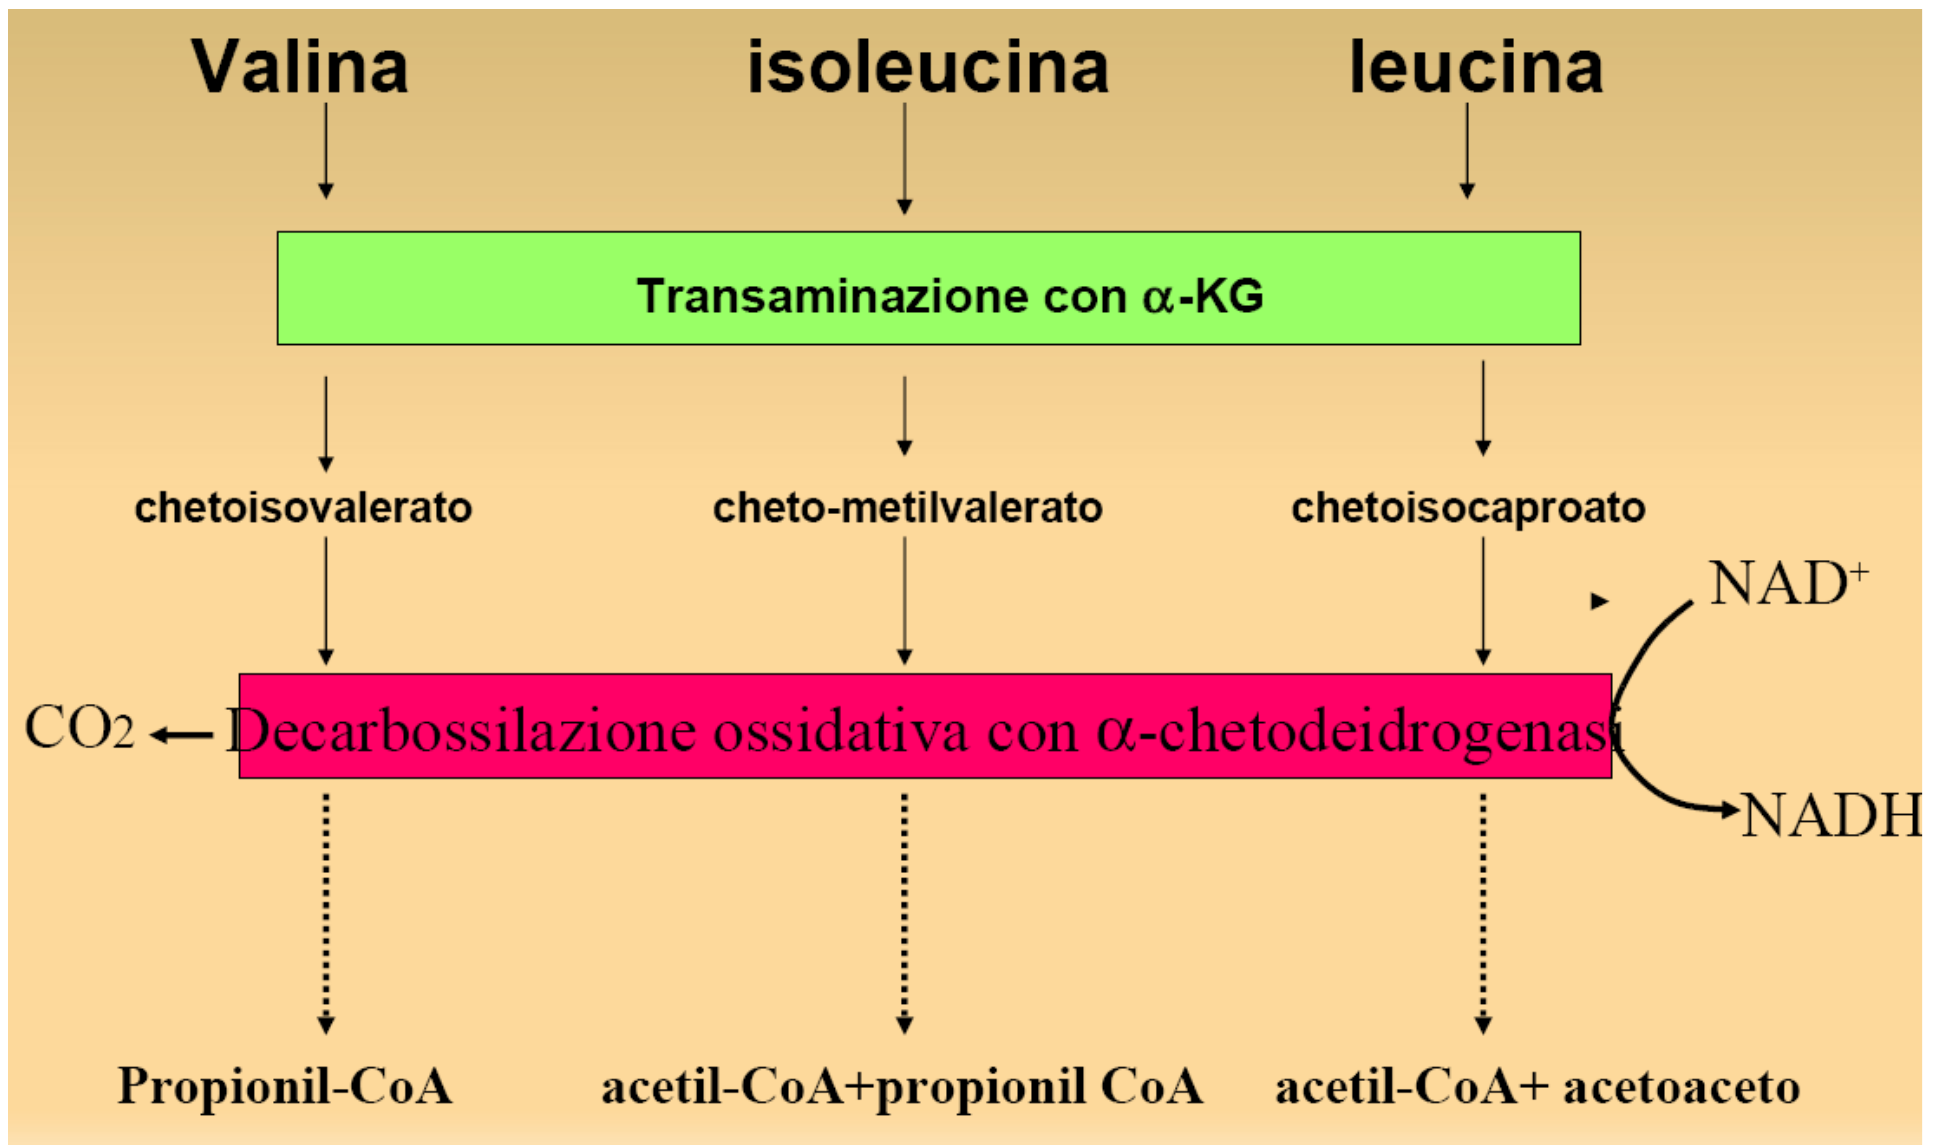 Valina isoleucina leucina
Transaminazione con α-KG
chetoisovalerato cheto-metilvalerato chetoisocaproato
NAD⁺
CO2 Decarbossilazione ossidativa con α-chetodeidrogenasi
NADH
Propionil-CoA acetil-CoA+propionil CoA acetil-CoA+ acetoaceto